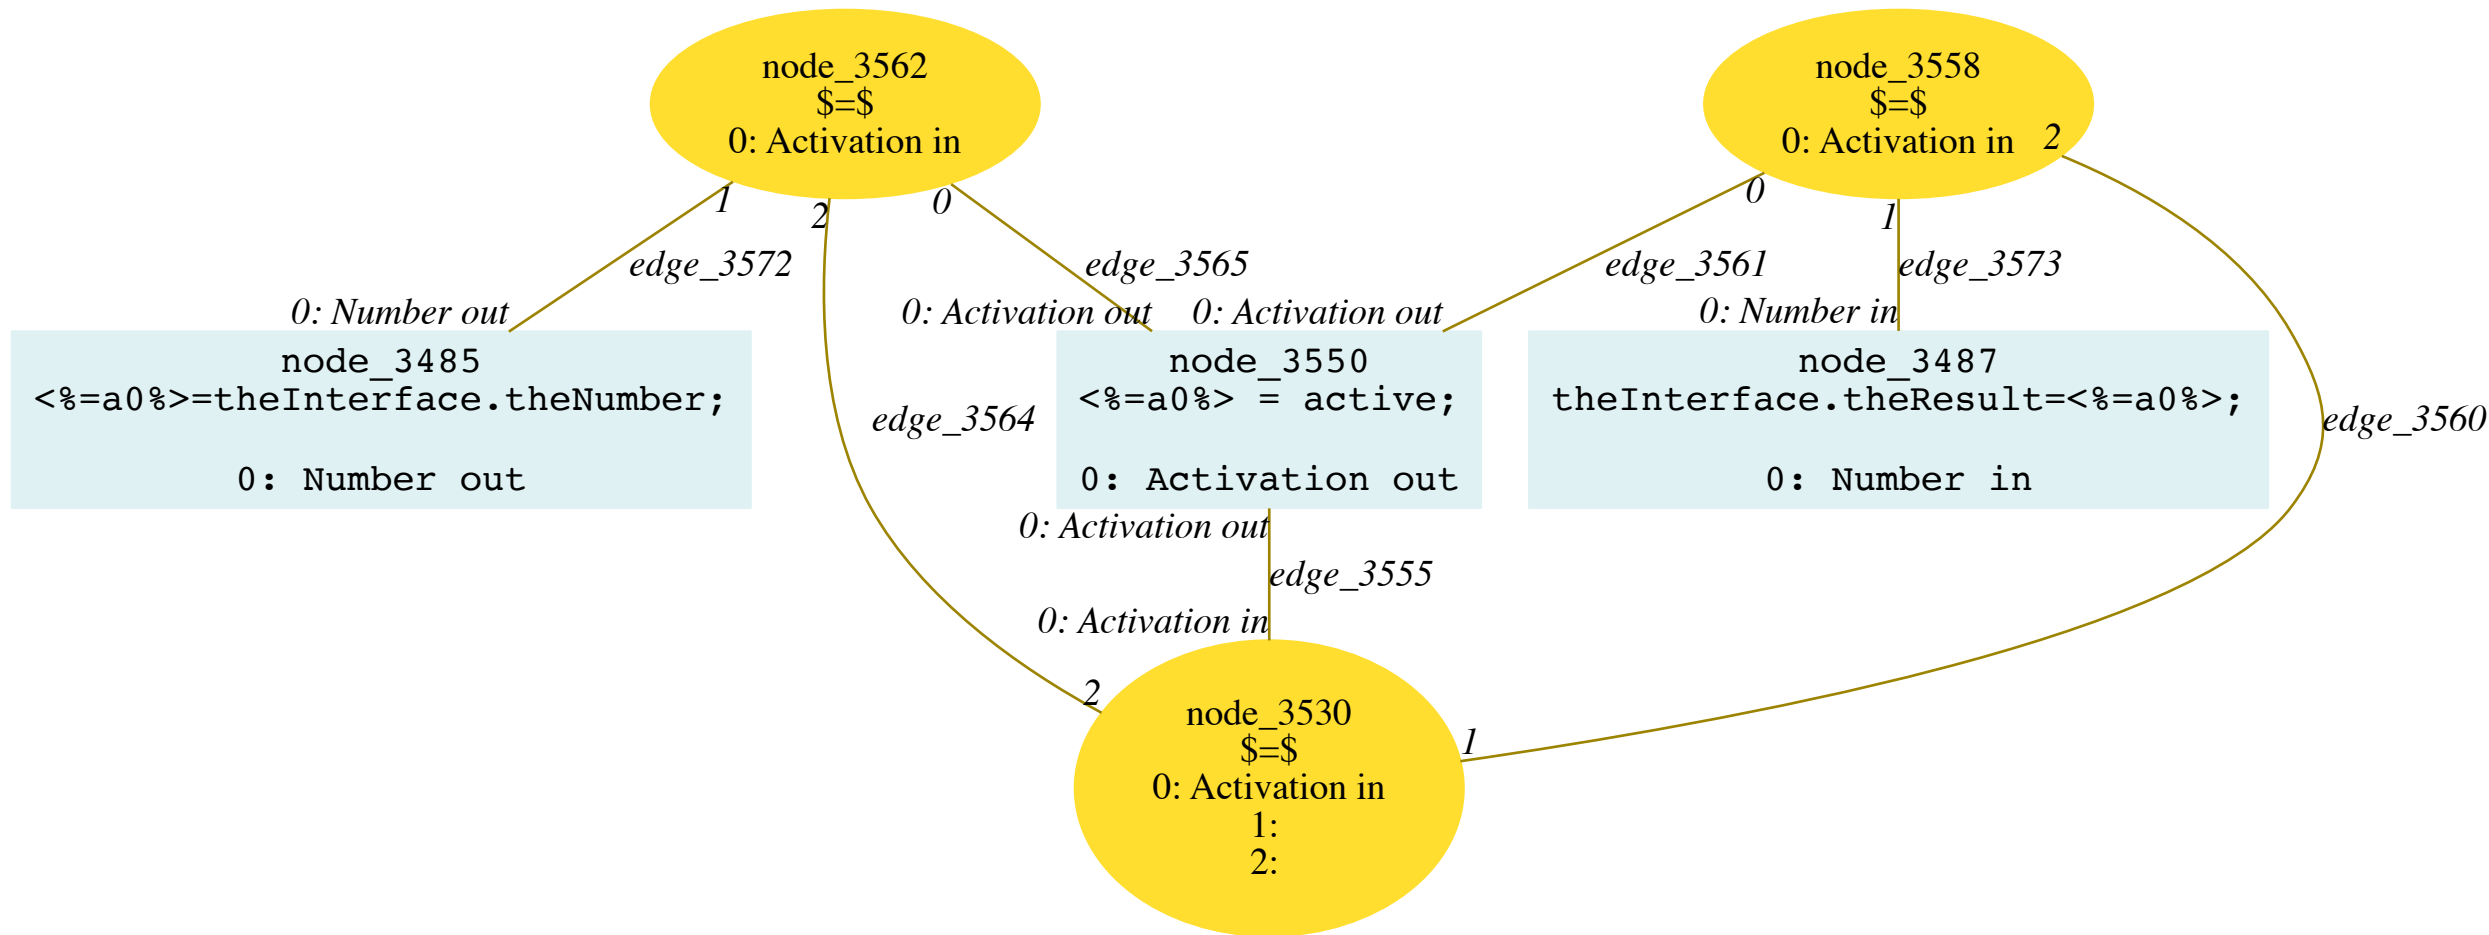 node_3562
$=$
0: Activation in
node_3558
$=$
0: Activation in
2
1
2
0
0
1
edge_3572
edge_3565
edge_3561
edge_3573
0: Number out
0: Activation out
0: Activation out
0: Number in
node_3485
<%=a0%>=theInterface.theNumber;
0: Number out
node_3550
<%=a0%> = active;
0: Activation out
node_3487
theInterface.theResult=<%=a0%>;
0: Number in
edge_3564
edge_3560
0: Activation out
edge_3555
0: Activation in
2
1
node_3530
$=$
0: Activation in
1:
2: